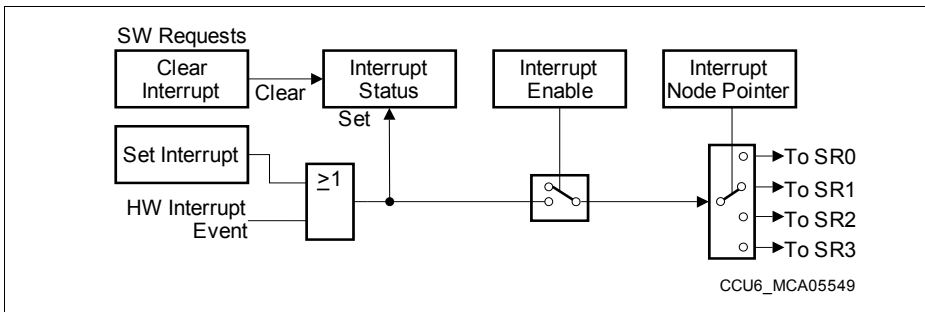 SW Requests
Clear
Interrupt
Clear
Interrupt
Status
Set
Interrupt
Enable
Interrupt
Node Pointer
Set Interrupt
≥1
HW Interrupt
Event
To SR0
To SR1
To SR2
To SR3
CCU6_MCA05549